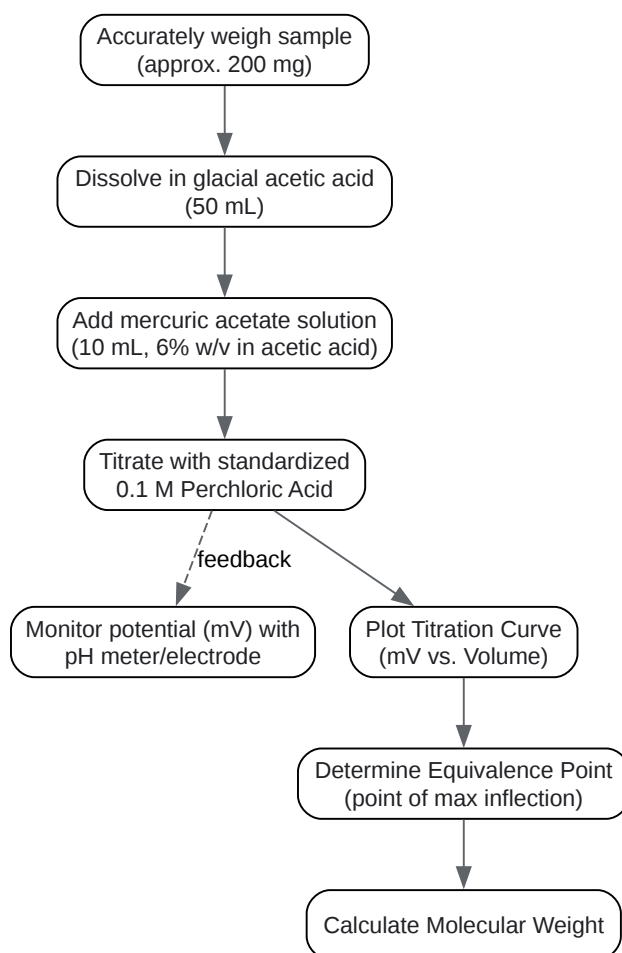 Accurately weigh sample
(approx. 200 mg)
Dissolve in glacial acetic acid
(50 mL)
Add mercuric acetate solution
(10 mL, 6% w/v in acetic acid)
Titrate with standardized
0.1 M Perchloric Acid
feedback
Monitor potential (mV) with
pH meter/electrode
Plot Titration Curve
(mV vs. Volume)
Determine Equivalence Point
(point of max inflection)
Calculate Molecular Weight